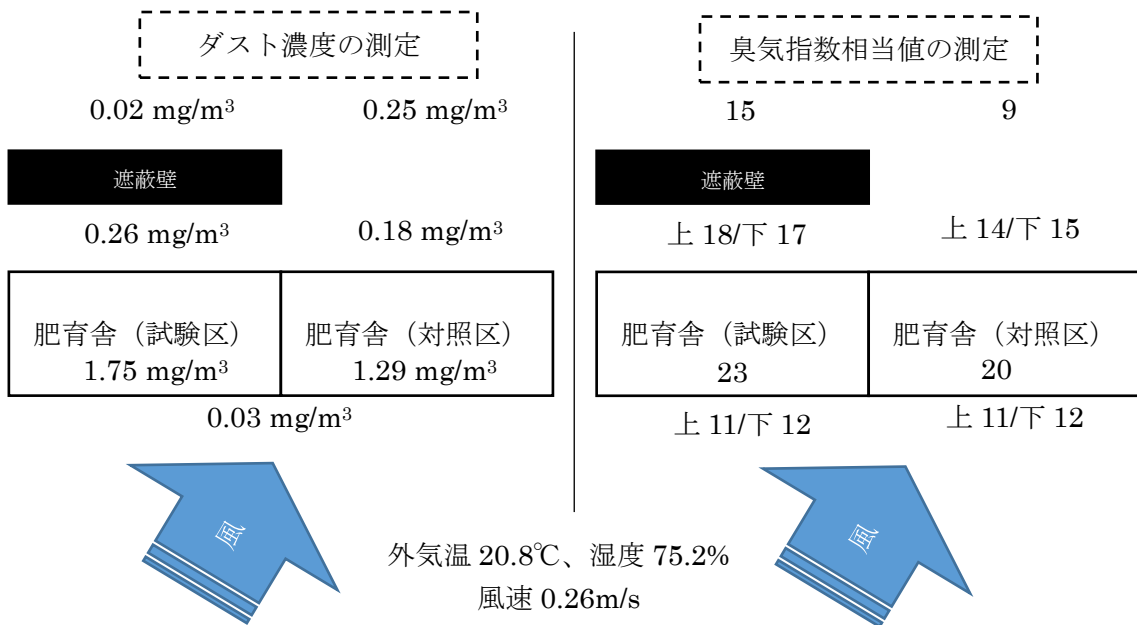 ダスト濃度の測定
0.02 mg/m³ 0.25 mg/m³
遮蔽壁
0.26 mg/m³ 0.18 mg/m³
肥育舎（試験区） 肥育舎（対照区）
1.75 mg/m³ 1.29 mg/m³
0.03 mg/m³
風
臭気指数相当値の測定
15 9
遮蔽壁
上 18/下 17 上 14/下 15
肥育舎（試験区） 肥育舎（対照区）
23 20
上 11/下 12 上 11/下 12
風
外気温 20.8℃、湿度 75.2%
風速 0.26m/s